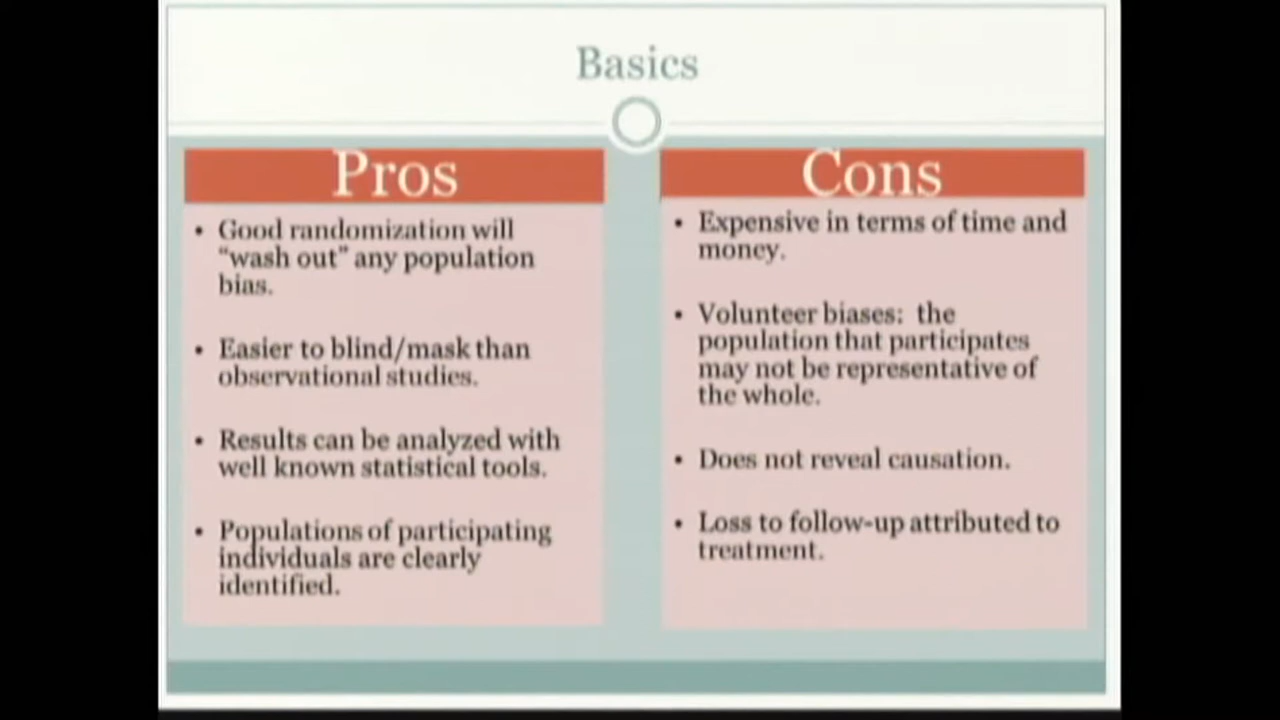 Basics
Pros
• Good randomization will
“wash out” any population
bias.
• Easier to blind/mask than
observational studies.
• Results can be analyzed with
well known statistical tools.
• Populations of participating
individuals are clearly
identified.
Cons
• Expensive in terms of time and
money.
• Volunteer biases:  the
population that participates
may not be representative of
the whole.
• Does not reveal causation.
• Loss to follow-up attributed to
treatment.